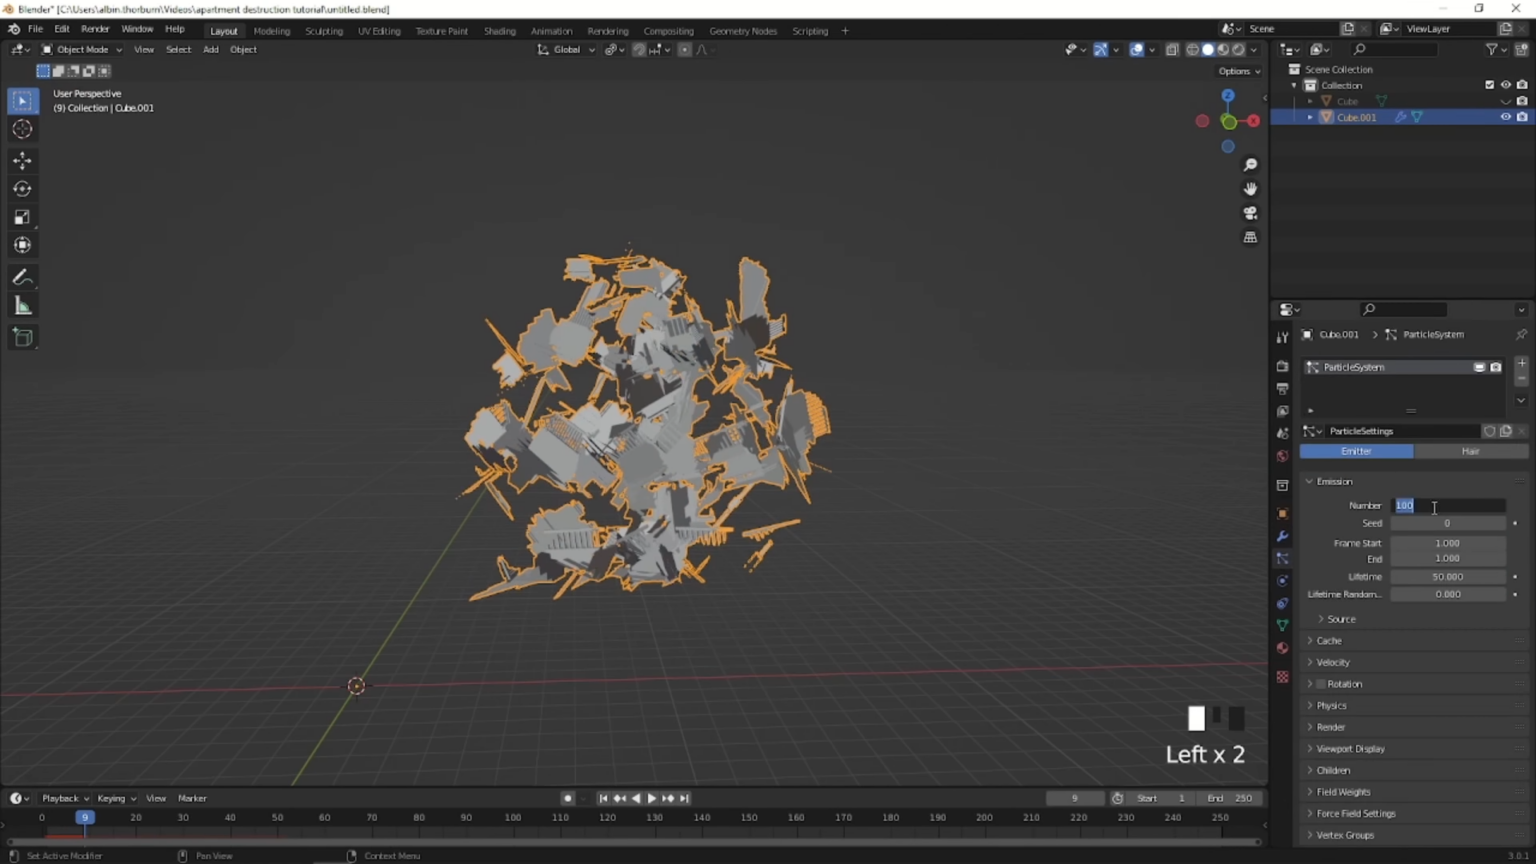 Blender* [C:\Users\albin.thorburn\Videos\apartment destruction tutorial\untitled.blend]
File Edit Render Window Help Layout Modeling Sculpting UV Editing Texture Paint Shading Animation Rendering Compositing Geometry Nodes Scripting + Scene ViewLayer
Object Mode View Select Add Object Global
Options
User Perspective
(9) Collection | Cube.001
Z
X
Scene Collection
Collection
Cube
Cube.001
Cube.001 > ParticleSystem
ParticleSystem
ParticleSettings
Emitter Hair
Emission
Number 100
Seed 0
Frame Start 1.000
End 1.000
Lifetime 50.000
Lifetime Random... 0.000
Source
Cache
Velocity
Rotation
Physics
Render
Viewport Display
Children
Field Weights
Force Field Settings
Vertex Groups
Left x 2
Playback Keying View Marker 9 Start 1 End 250
0 9 20 30 40 50 60 70 80 90 100 110 120 130 140 150 160 170 180 190 200 210 220 230 240 250
Set Active Modifier Pan View Context Menu 3.0.1